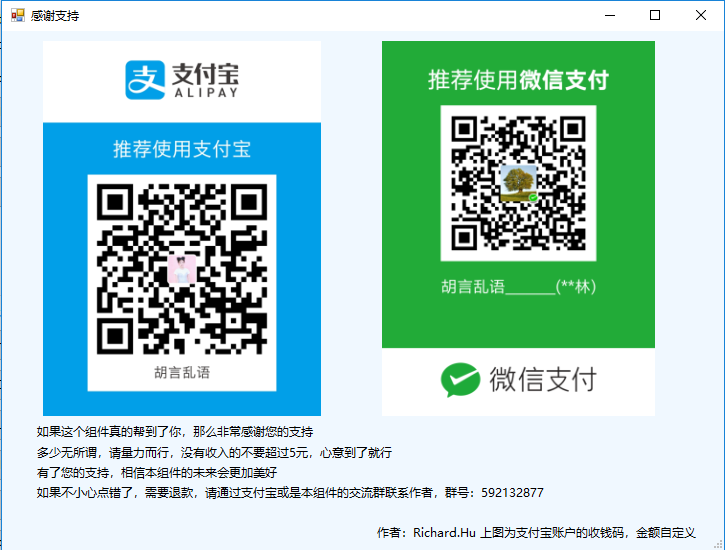 感谢支持
支付宝
ALIPAY
推荐使用支付宝
胡言乱语
推荐使用微信支付
胡言乱语______(**林)
微信支付
如果这个组件真的帮到了你，那么非常感谢您的支持
多少无所谓，请量力而行，没有收入的不要超过5元，心意到了就行
有了您的支持，相信本组件的未来会更加美好
如果不小心点错了，需要退款，请通过支付宝或是本组件的交流群联系作者，群号：592132877
作者：Richard.Hu 上图为支付宝账户的收钱码，金额自定义